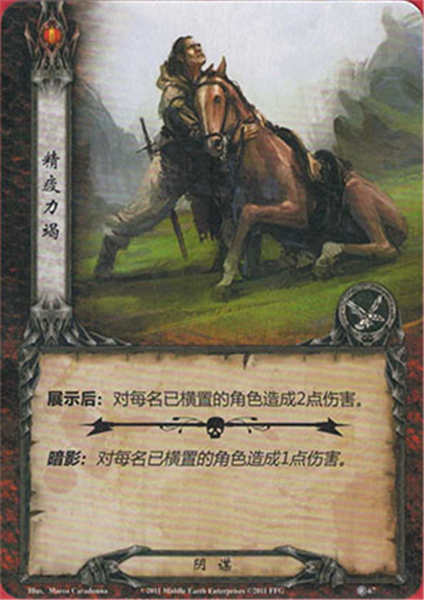 精疲力竭
展示后：对每名已横置的角色造成2点伤害。
暗影：对每名已横置的角色造成1点伤害。
阴谋
Illus. Marco Caradonna
©2011 Middle Earth Enterprises ©2011 FFG
67